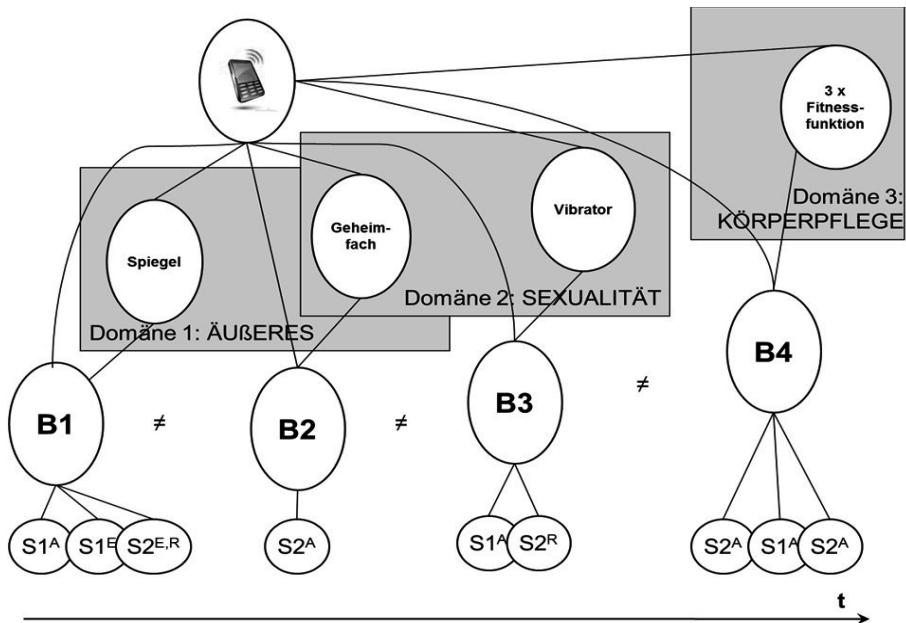 3 x
Fitness-
funktion
Domäne 3:
KÖRPERPFLEGE
Vibrator
Geheim-
fach
Domäne 2: SEXUALITÄT
Spiegel
Domäne 1: ÄUßERES
B1
≠
B2
≠
B3
≠
B4
S1ᴬ S1ᴱ S2ᴱ,ᴿ
S2ᴬ
S1ᴬ S2ᴿ
S2ᴬ S1ᴬ S2ᴬ
t